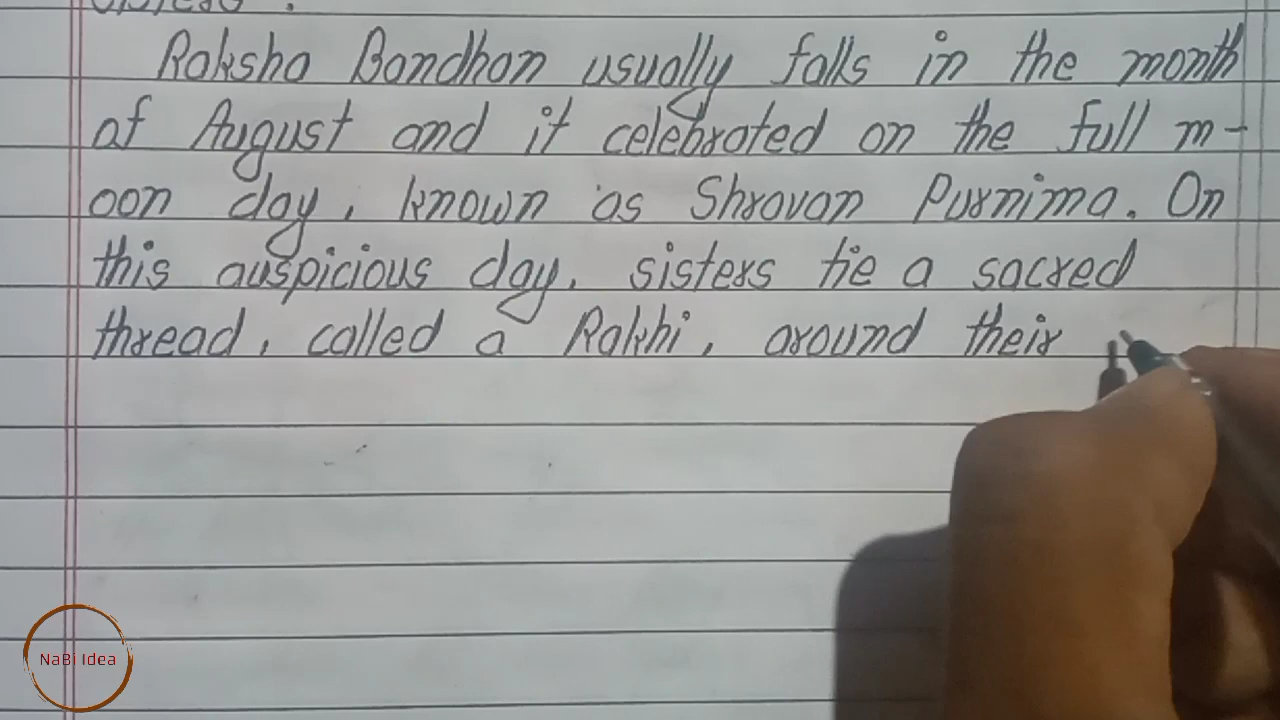 Raksha Bandhan usually falls in the month
of August and it celebrated on the full m-
oon day, known as Shravan Purnima. On
this auspicious day, sisters tie a sacred
thread, called a Rakhi, around their
NaBi Idea